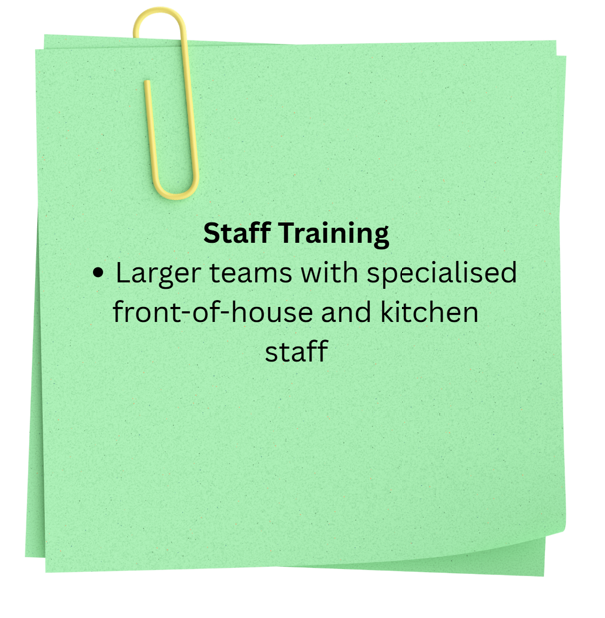 Staff Training
• Larger teams with specialised
front-of-house and kitchen
staff